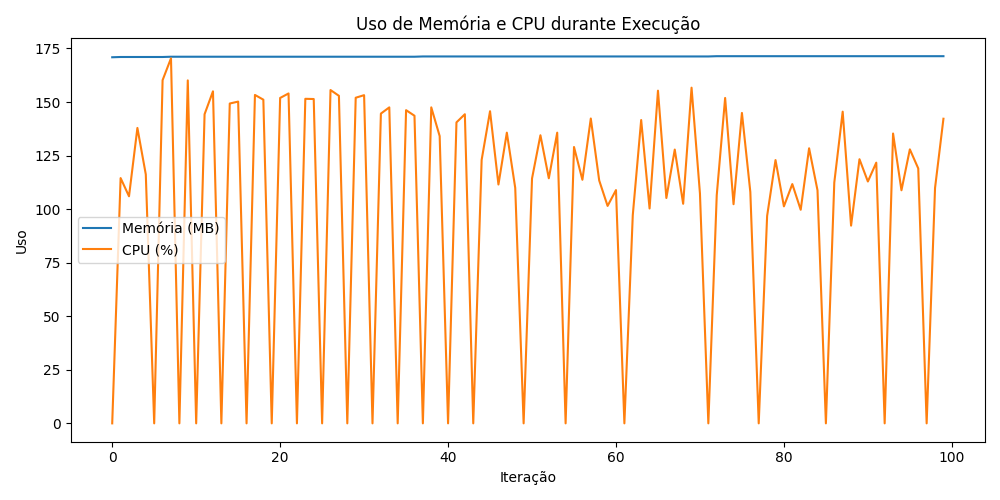 Uso de Memória e CPU durante Execução
175
150
125
100
75
50
25
0
Uso
Memória (MB)
CPU (%)
0 20 40 60 80 100
Iteração